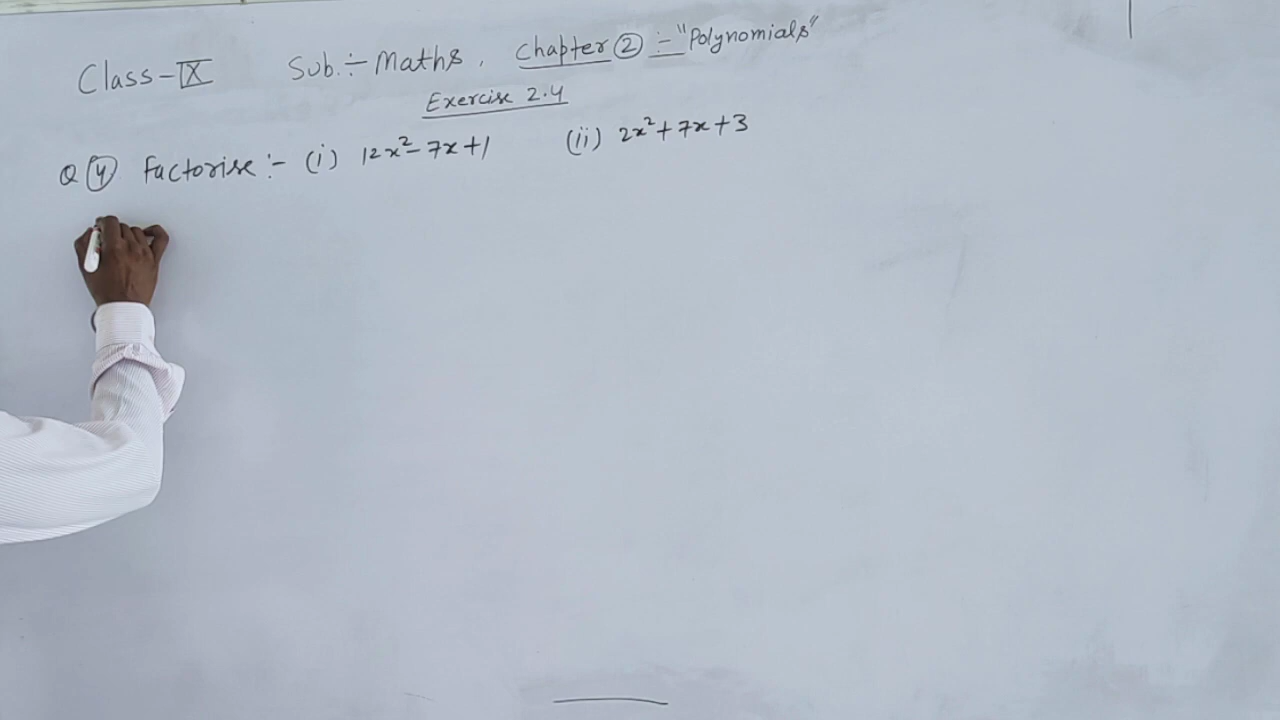 Class-IX Sub.:- Maths, Chapter ② :- "Polynomials"
Exercise 2.4
Q ④ Factorise :- (i) 12x²-7x+1 (ii) 2x²+7x+3